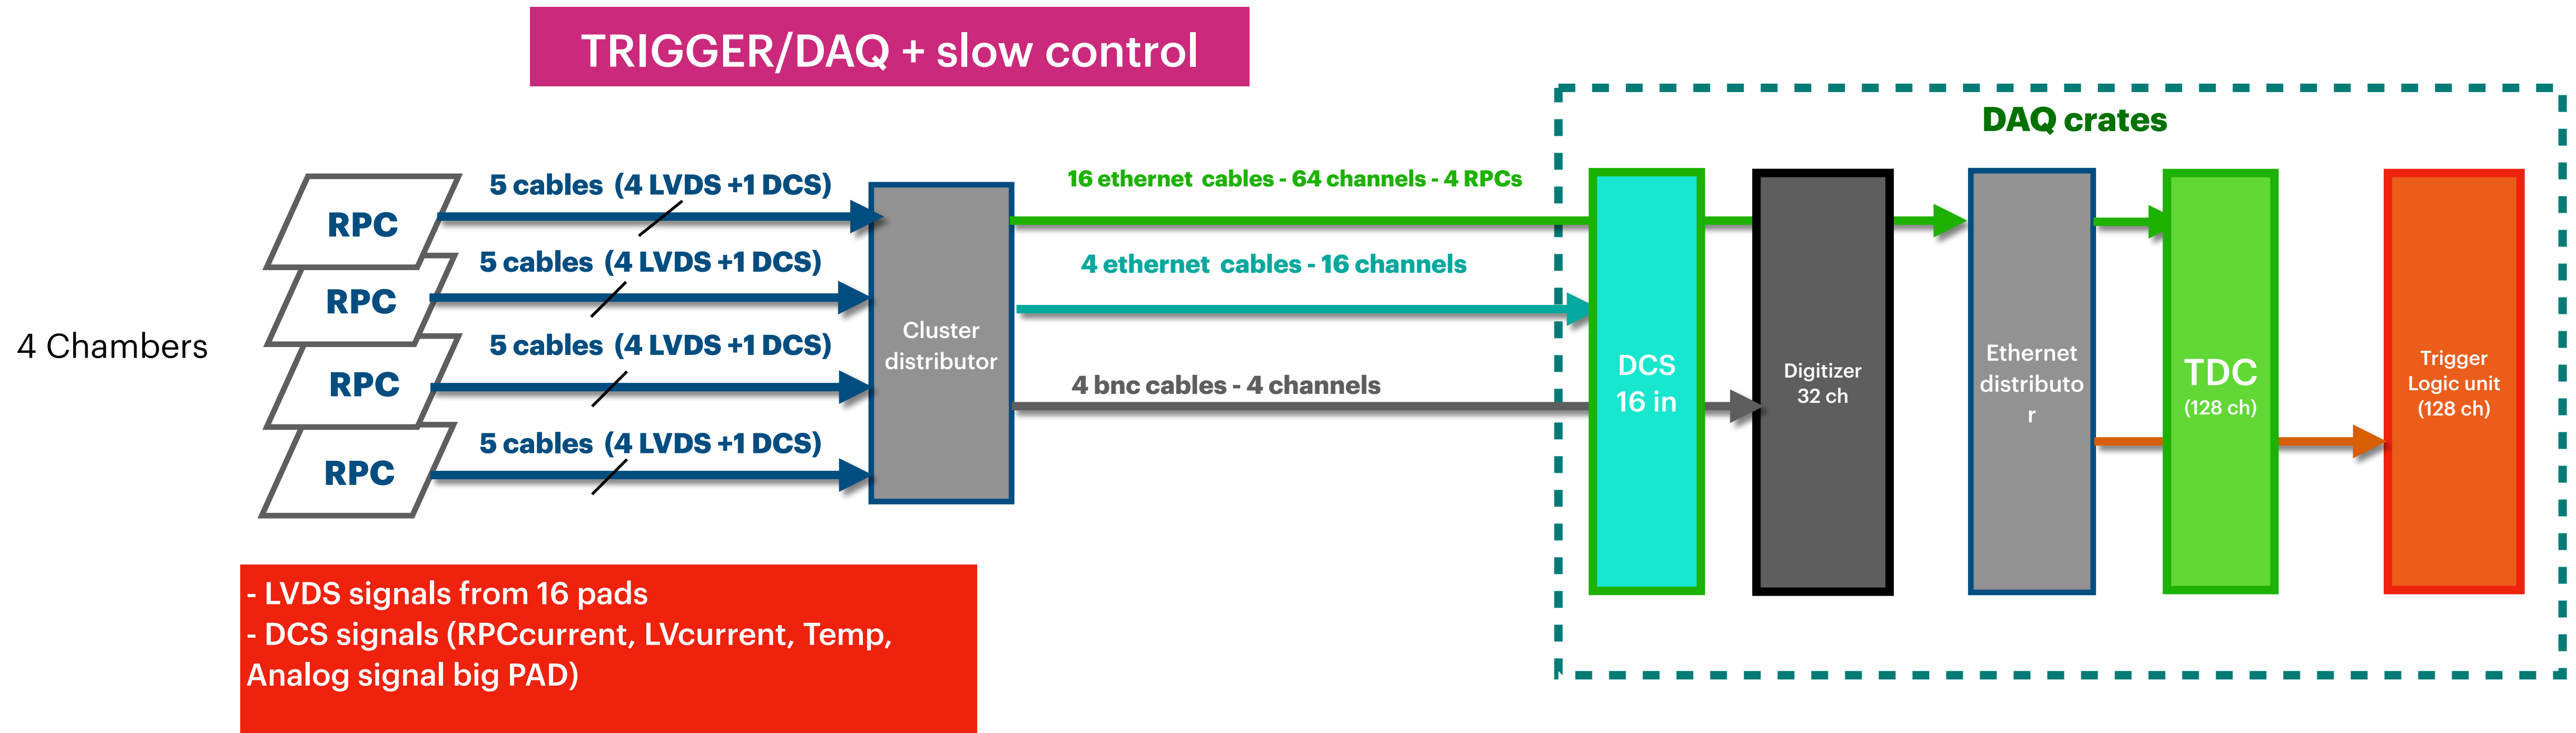 TRIGGER/DAQ + slow control
DAQ crates
5 cables (4 LVDS +1 DCS)
RPC
5 cables (4 LVDS +1 DCS)
RPC
5 cables (4 LVDS +1 DCS)
RPC
5 cables (4 LVDS +1 DCS)
RPC
4 Chambers
Cluster
distributor
16 ethernet cables - 64 channels - 4 RPCs
4 ethernet cables - 16 channels
4 bnc cables - 4 channels
DCS
16 in
Digitizer
32 ch
Ethernet
distributo
r
TDC
(128 ch)
Trigger
Logic unit
(128 ch)
- LVDS signals from 16 pads
- DCS signals (RPCcurrent, LVcurrent, Temp,
Analog signal big PAD)